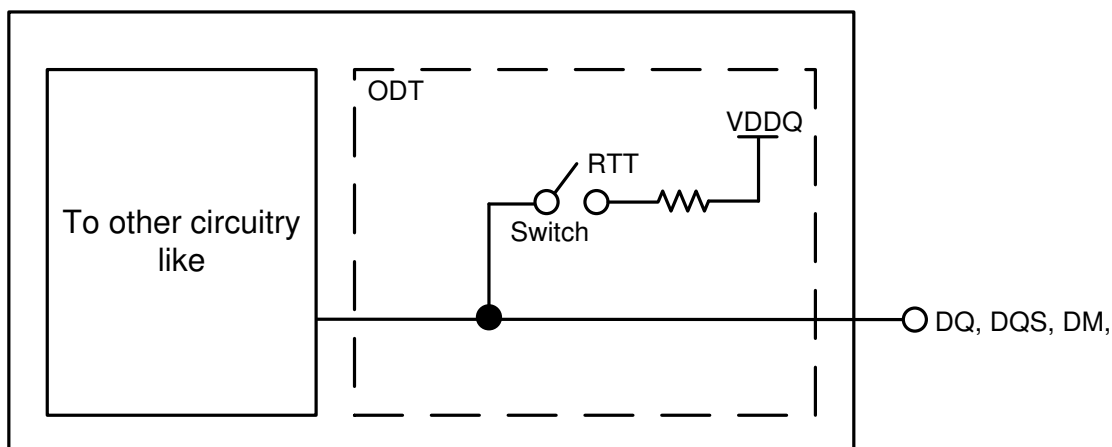 ODT
VDDQ
RTT
Switch
To other circuitry
like
DQ, DQS, DM,